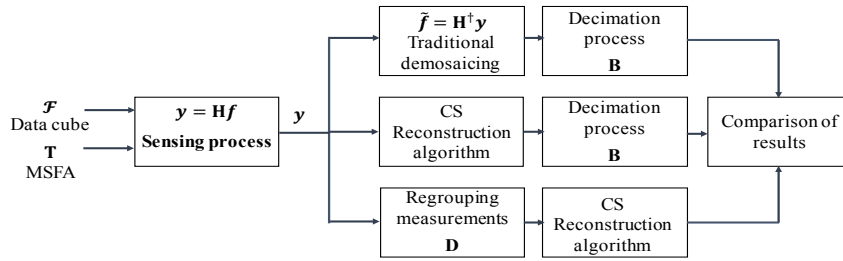 𝓕
Data cube
T
MSFA
y = Hf
Sensing process
y
f̃ = H†y
Traditional
demosaicing
Decimation
process
B
CS
Reconstruction
algorithm
Decimation
process
B
Regrouping
measurements
D
CS
Reconstruction
algorithm
Comparison of
results